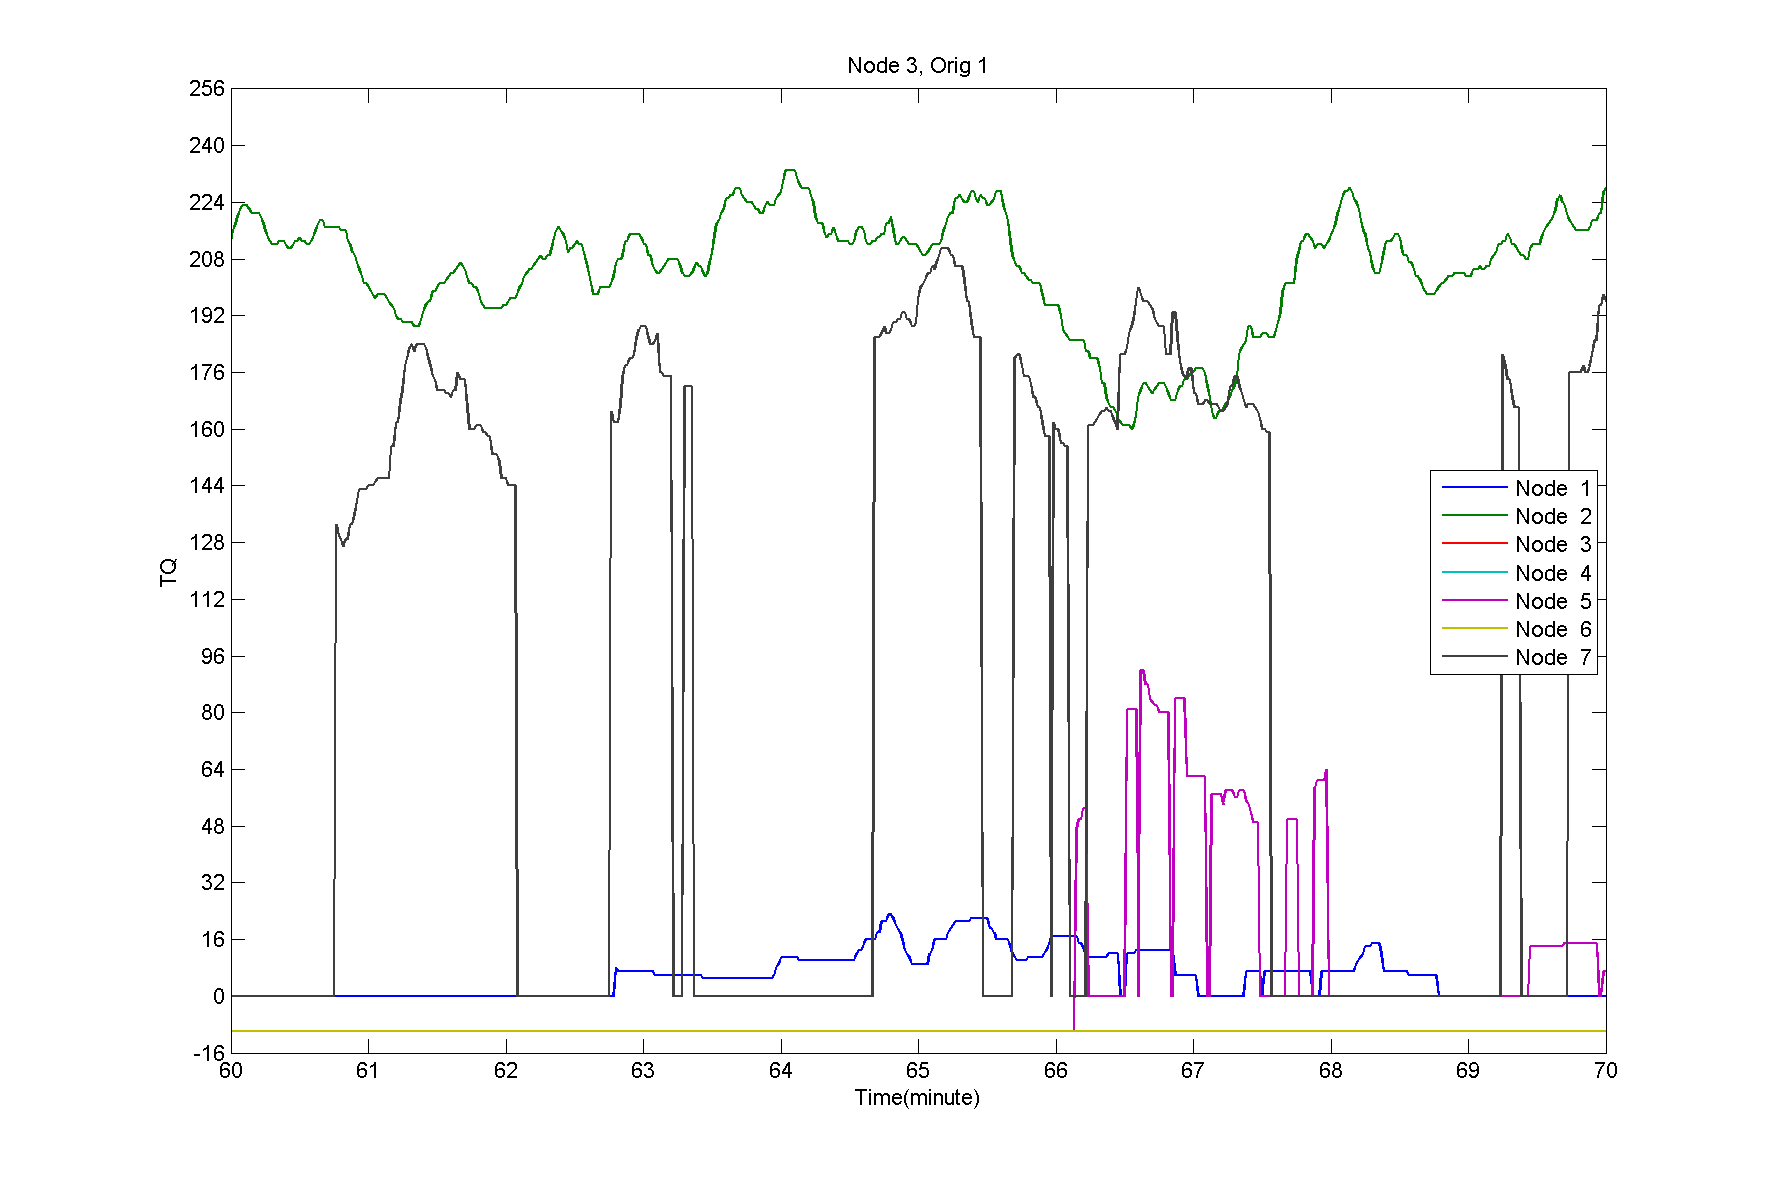 Node 3, Orig 1
256
240
224
208
192
176
160
144
128
112
96
80
64
48
32
16
0
-16
TQ
60 61 62 63 64 65 66 67 68 69 70
Time(minute)
Node 1
Node 2
Node 3
Node 4
Node 5
Node 6
Node 7